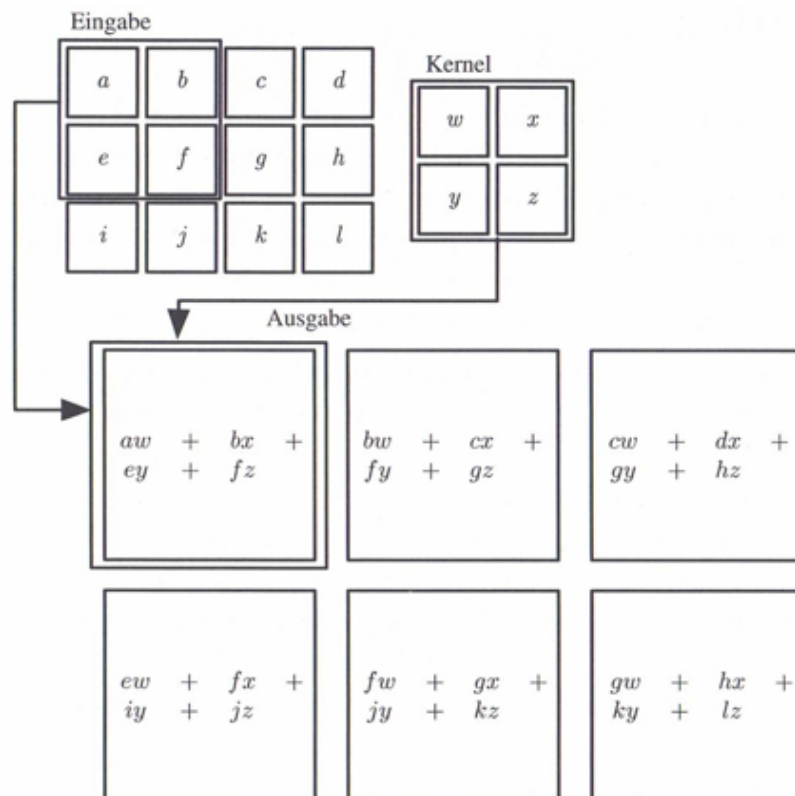 Eingabe
a b c d
Kernel
w x
e f g h
y z
i j k l
Ausgabe
aw + bx +
ey + fz
bw + cx +
fy + gz
cw + dx +
gy + hz
ew + fx +
iy + jz
fw + gx +
jy + kz
gw + hx +
ky + lz